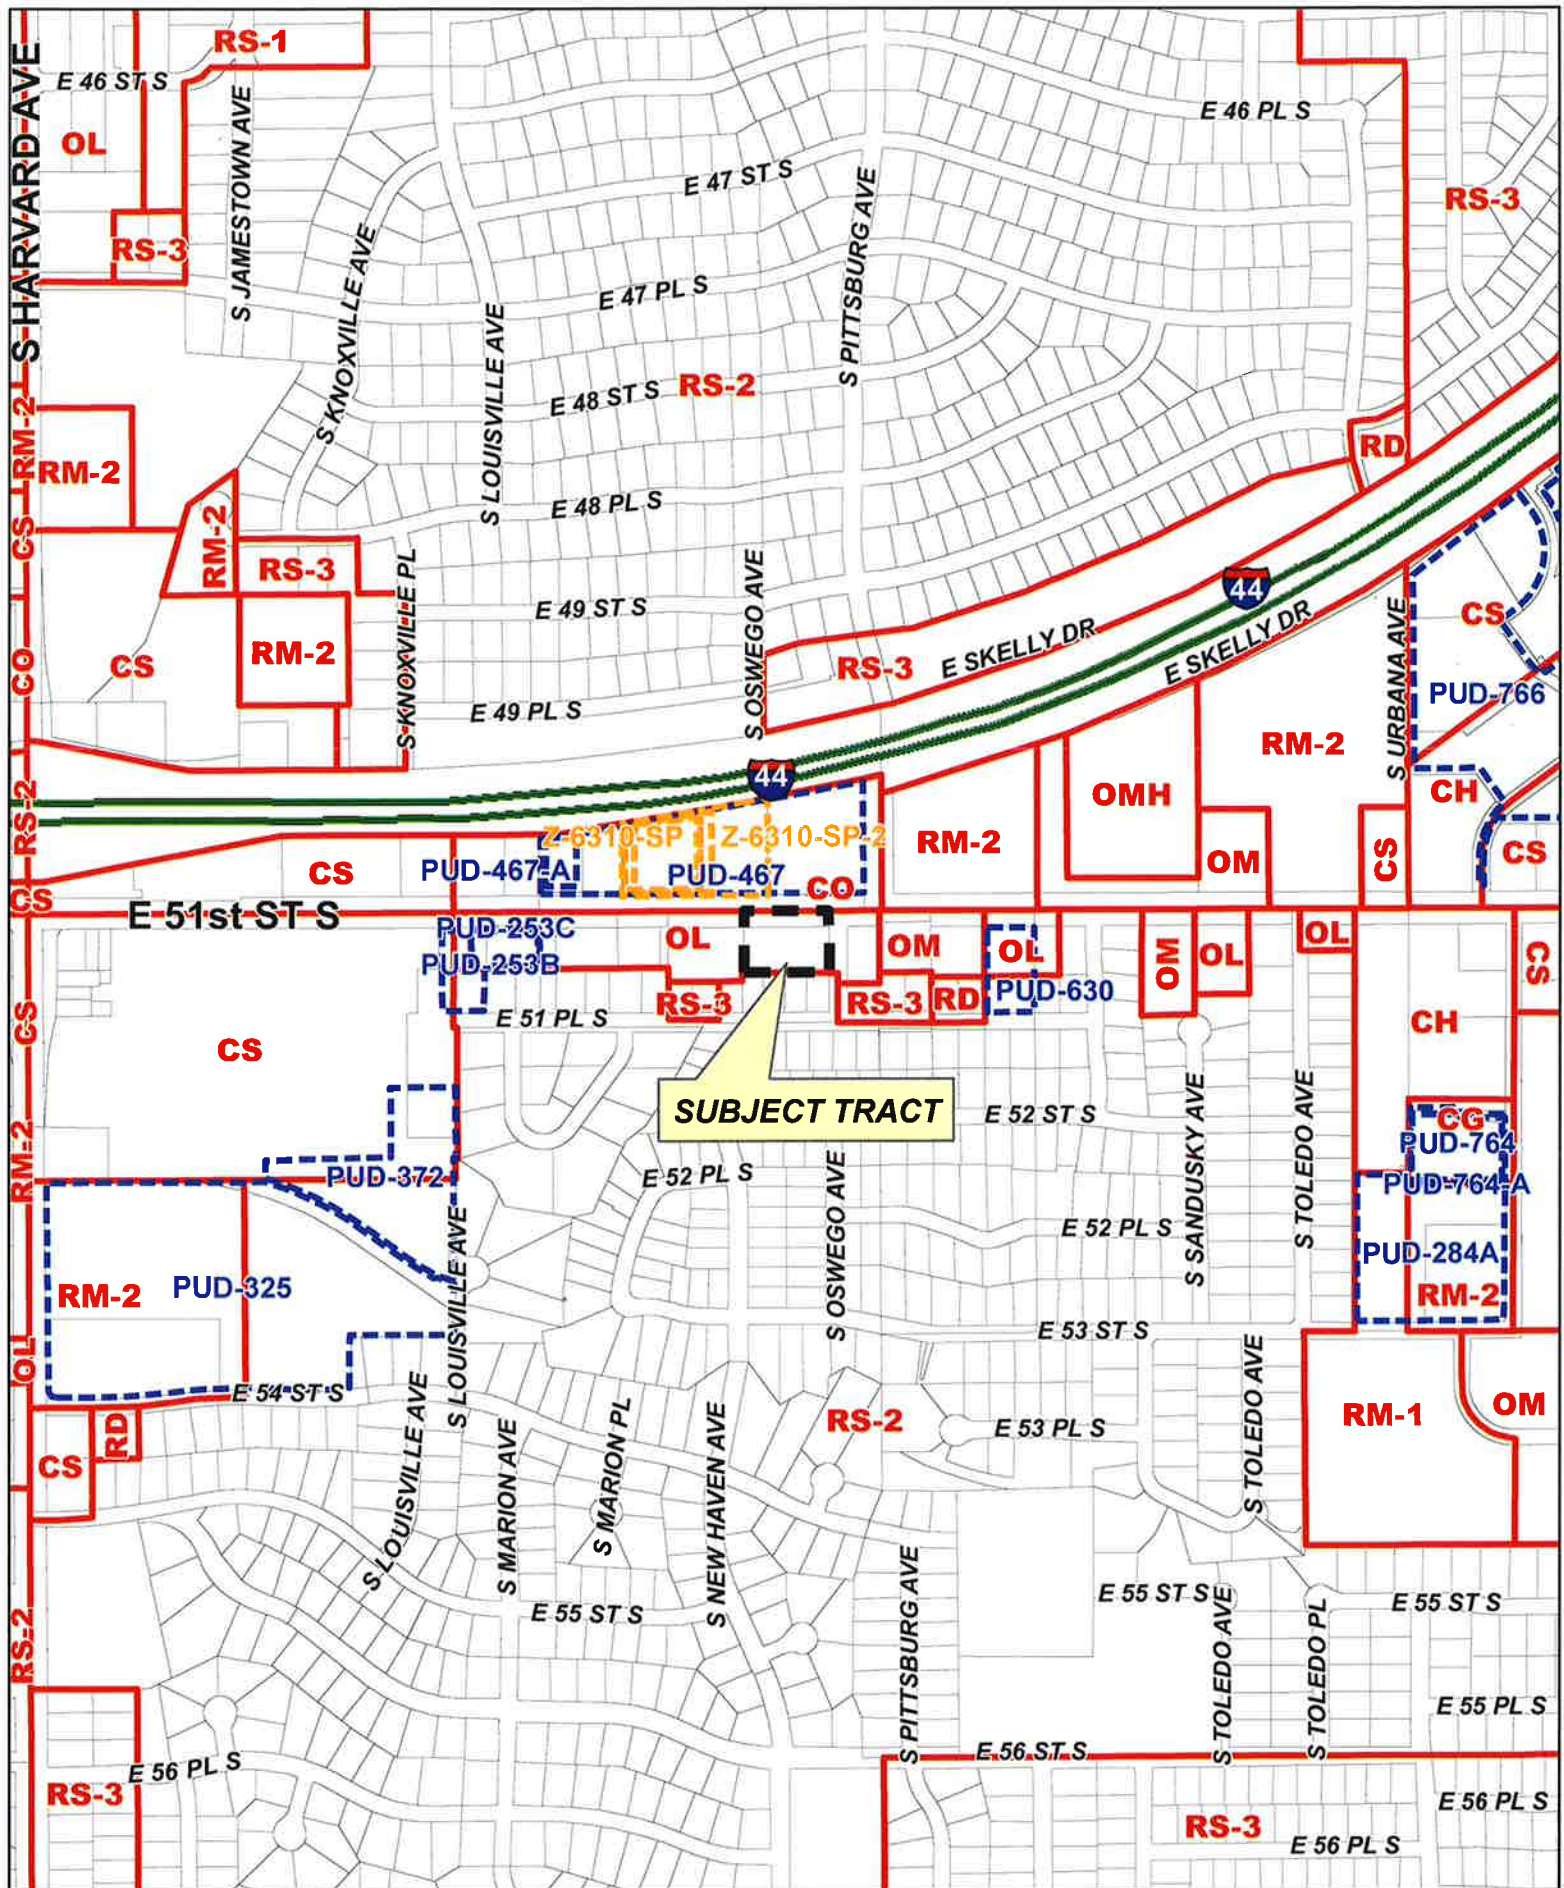 RS-1
E 46 ST S
S HARVARD AVE
OL
S JAMESTOWN AVE
E 46 PL S
E 47 ST S
RS-3
RS-3
S PITTSBURG AVE
S KNOXVILLE AVE
E 47 PL S
S LOUISVILLE AVE
E 48 ST S
RS-2
RM-2
RM-2
RD
E 48 PL S
CS
RM-2
RS-3
S KNOXVILLE PL
S OSWEGO AVE
44
E 49 ST S
CS
S URBANA AVE
E SKELLY DR
E SKELLY DR
CO
CS
RM-2
RS-3
PUD-766
E 49 PL S
RM-2
44
OMH
CH
RS-2
Z-6310-SP
Z-6310-SP-2
RM-2
CS
PUD-467-A
PUD-467
CO
OM
CS
CS
CS
E 51st ST S
PUD-253C
OL
OM
OL
OM
OL
OL
CS
PUD-253B
RS-3
RS-3
RD
PUD-630
E 51 PL S
CS
CS
CH
SUBJECT TRACT
E 52 ST S
S SANDUSKY AVE
S TOLEDO AVE
CG
PUD-764
RM-2
PUD-372
E 52 PL S
S OSWEGO AVE
PUD-764-A
E 52 PL S
S LOUISVILLE AVE
PUD-284A
RM-2
PUD-325
RM-2
E 53 ST S
OL
S TOLEDO AVE
E 54 ST S
S LOUISVILLE AVE
S MARION AVE
S MARION PL
S NEW HAVEN AVE
RS-2
E 53 PL S
RM-1
OM
RD
CS
S PITTSBURG AVE
E 55 ST S
E 55 ST S
E 55 ST S
S TOLEDO AVE
S TOLEDO PL
RS-2
E 55 PL S
E 56 ST S
E 56 PL S
RS-3
E 56 PL S
RS-3
E 56 PL S